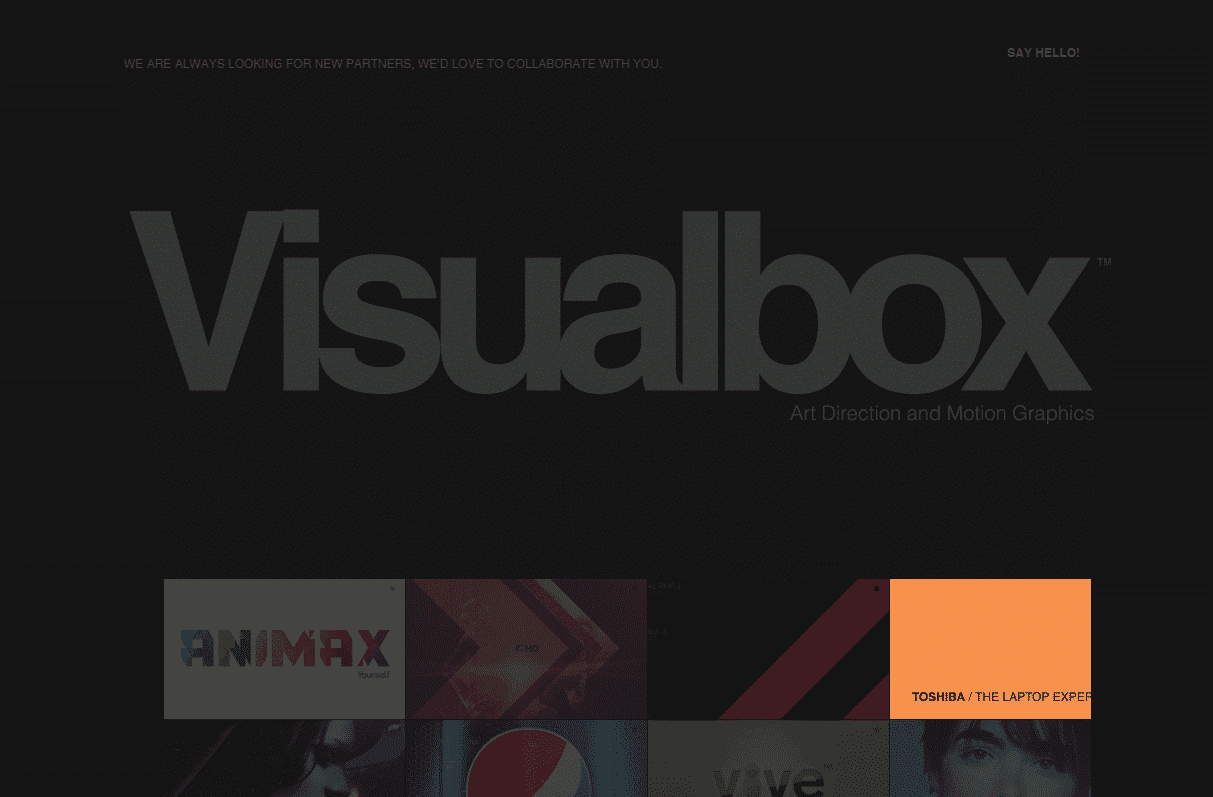 SAY HELLO!
WE ARE ALWAYS LOOKING FOR NEW PARTNERS, WE'D LOVE TO COLLABORATE WITH YOU.
Visualbox™
Art Direction and Motion Graphics
ANIMAX
Yourself
TOSHIBA / THE LAPTOP EXPER
vive™